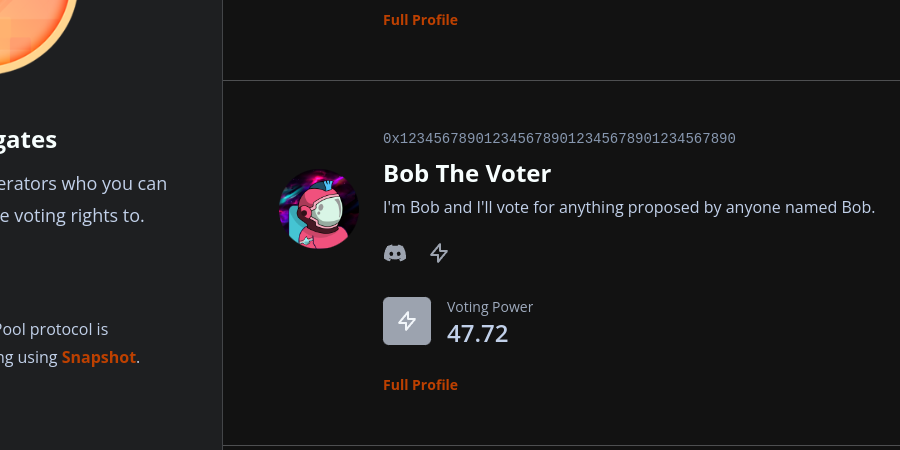 Full Profile
gates
erators who you can
e voting rights to.
Pool protocol is
ng using Snapshot.
0x1234567890123456789012345678901234567890
Bob The Voter
I'm Bob and I'll vote for anything proposed by anyone named Bob.
Voting Power
47.72
Full Profile